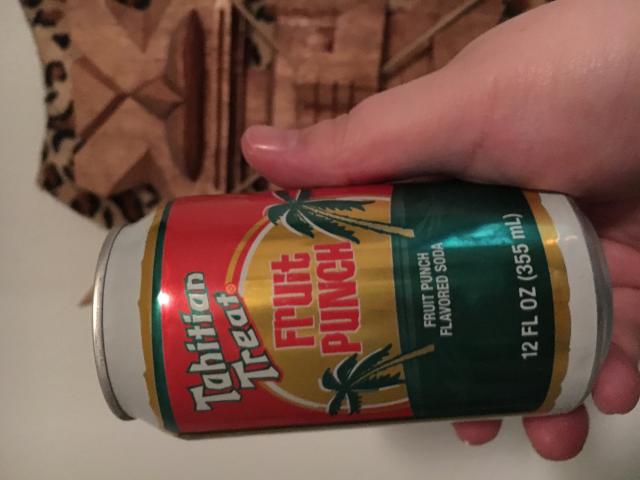 Tahitian
Treat®
FRUIT
PUNCH
FRUIT PUNCH
FLAVORED SODA
12 FL OZ (355 mL)